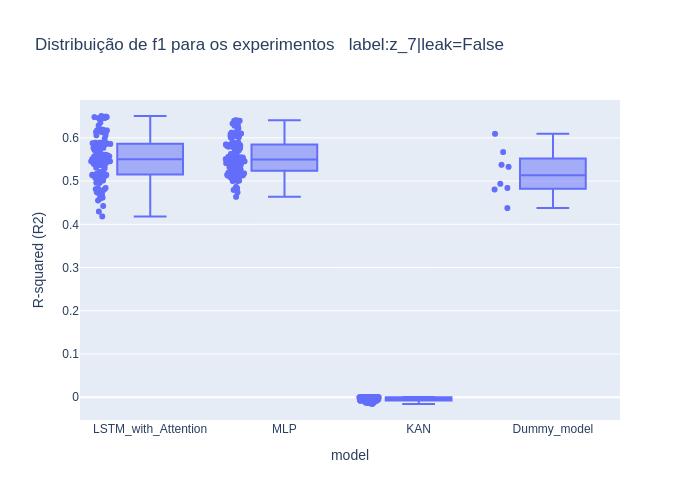 Distribuição de f1 para os experimentos   label:z_7|leak=False
0.6
0.5
0.4
0.3
0.2
0.1
0
R-squared (R2)
LSTM_with_Attention
MLP
KAN
Dummy_model
model